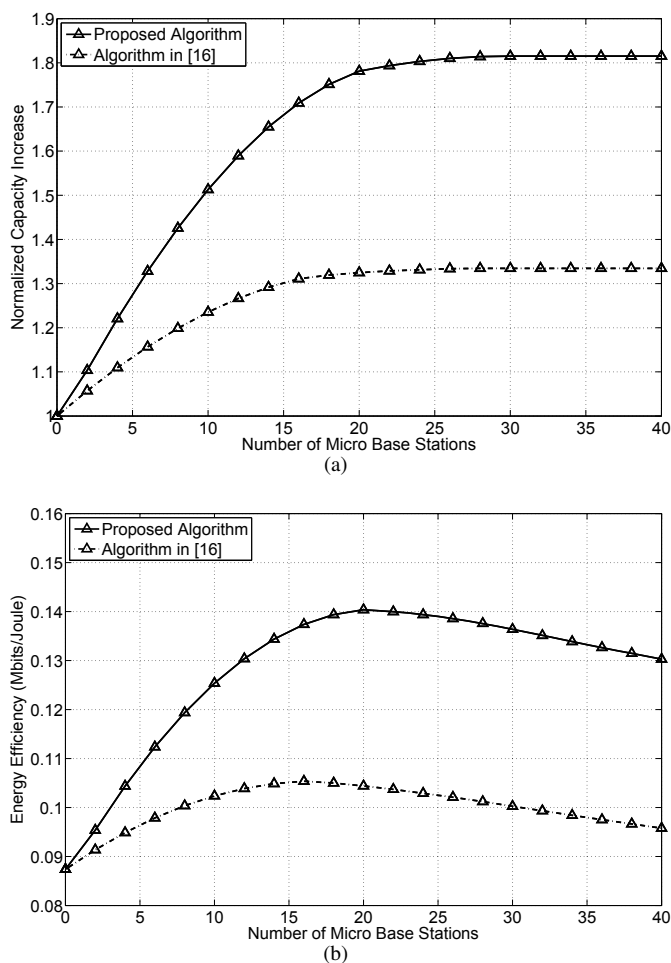 1.9
Proposed Algorithm
Algorithm in [16]
1.8
1.7
1.6
1.5
1.4
1.3
1.2
1.1
1
Normalized Capacity Increase
0 5 10 15 20 25 30 35 40
Number of Micro Base Stations
(a)
0.16
Proposed Algorithm
Algorithm in [16]
0.15
0.14
0.13
0.12
0.11
0.1
0.09
0.08
Energy Efficiency (Mbits/Joule)
0 5 10 15 20 25 30 35 40
Number of Micro Base Stations
(b)